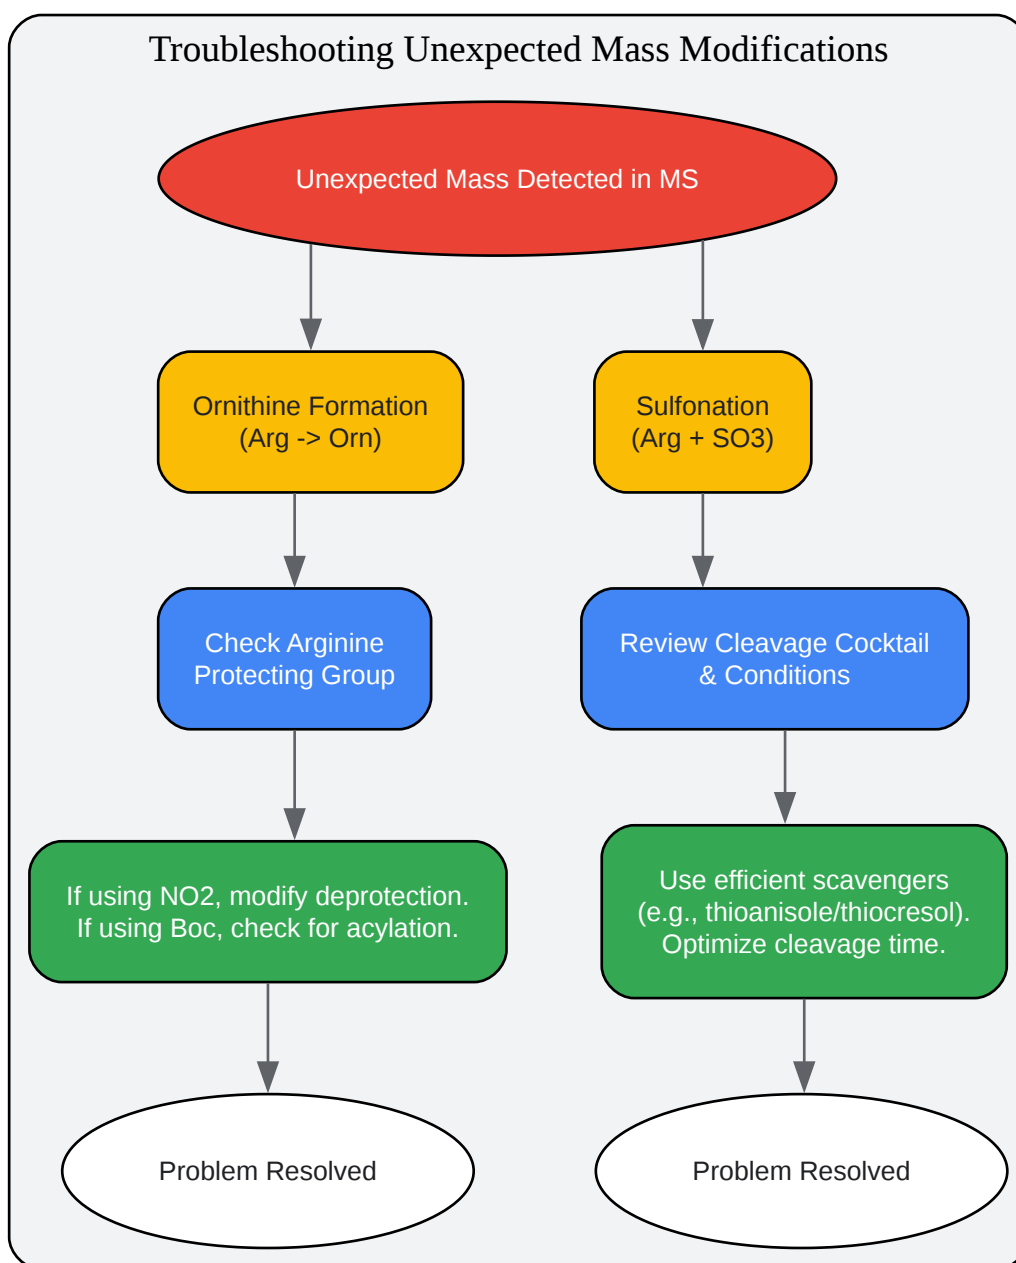 Troubleshooting Unexpected Mass Modifications
Unexpected Mass Detected in MS
Ornithine Formation
(Arg -> Orn)
Sulfonation
(Arg + SO3)
Check Arginine
Protecting Group
Review Cleavage Cocktail
& Conditions
If using NO2, modify deprotection.
If using Boc, check for acylation.
Use efficient scavengers
(e.g., thioanisole/thiocresol).
Optimize cleavage time.
Problem Resolved
Problem Resolved